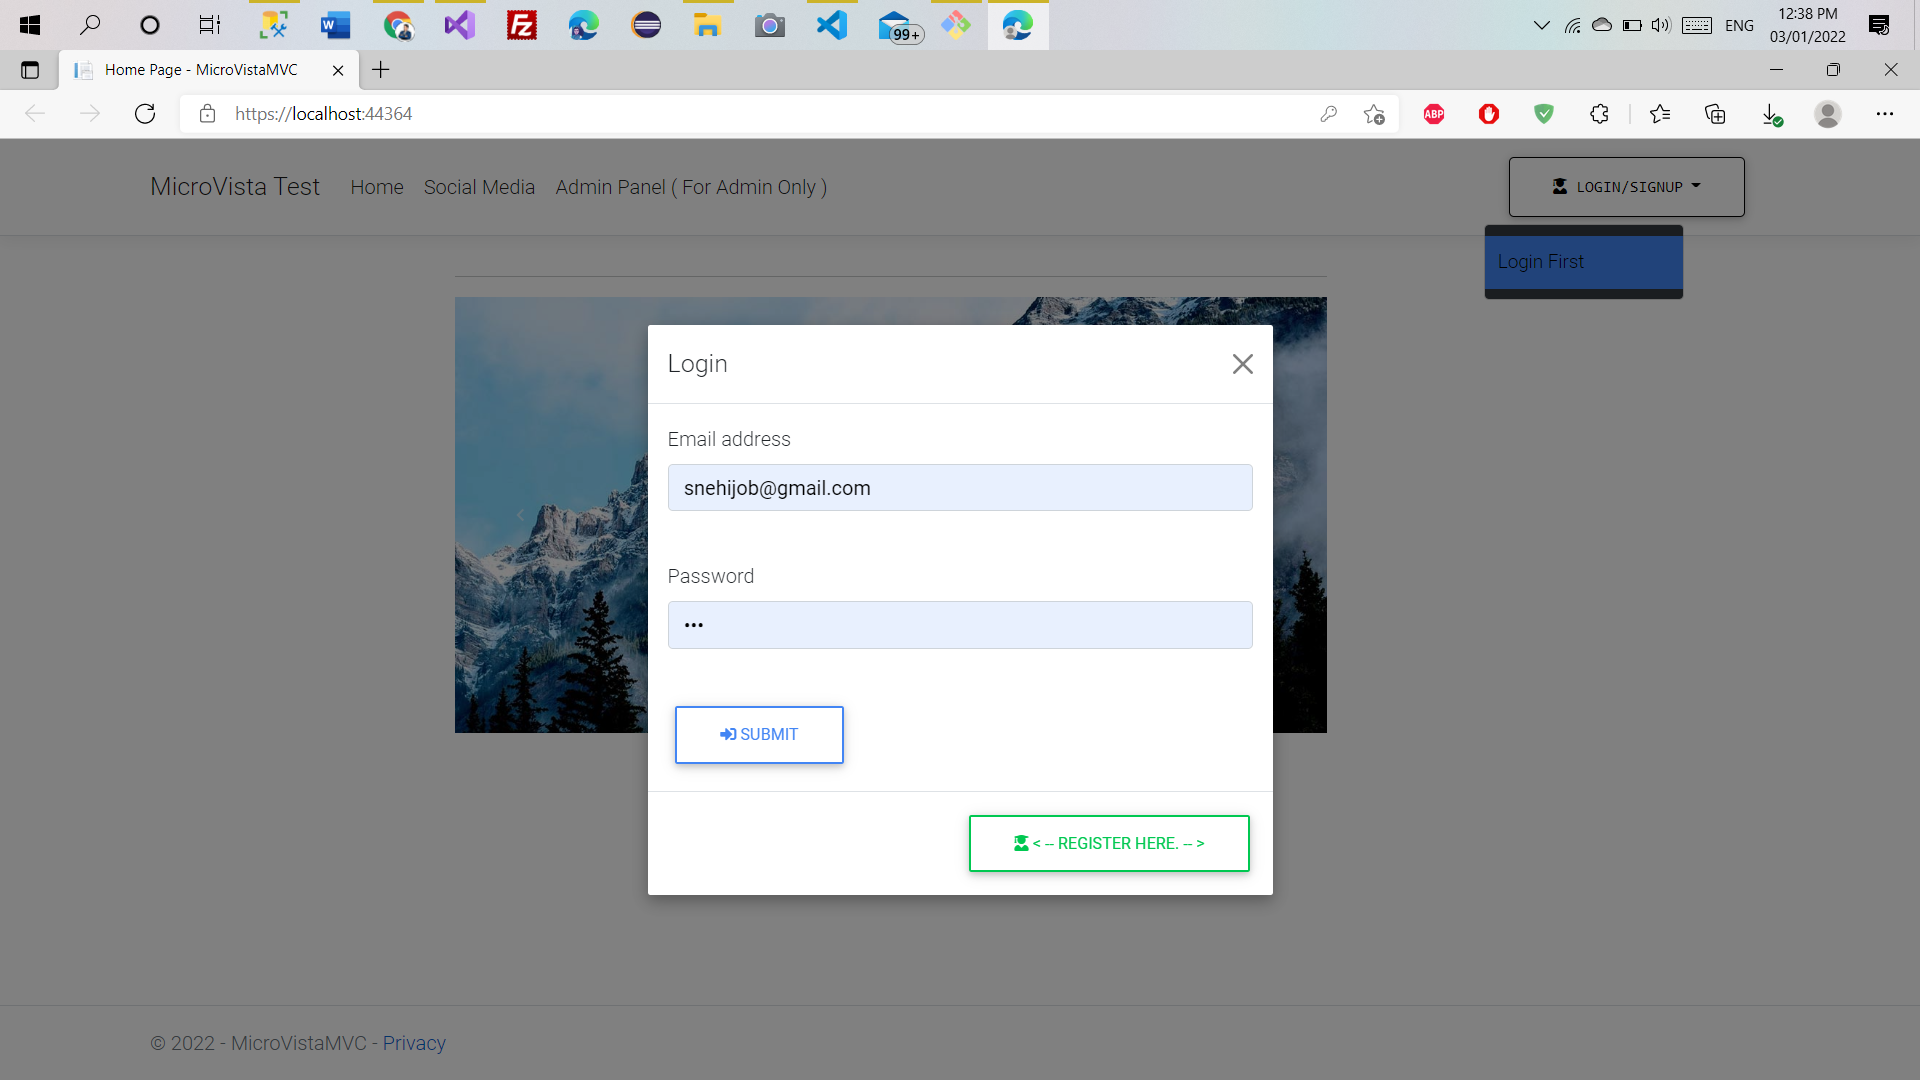 99+
ENG
12:38 PM
03/01/2022
Home Page - MicroVistaMVC
https://localhost:44364
ABP
MicroVista Test
Home
Social Media
Admin Panel ( For Admin Only )
LOGIN/SIGNUP
Login First
Login
Email address
snehijob@gmail.com
Password
•••
SUBMIT
< -- REGISTER HERE. -- >
© 2022 - MicroVistaMVC - Privacy